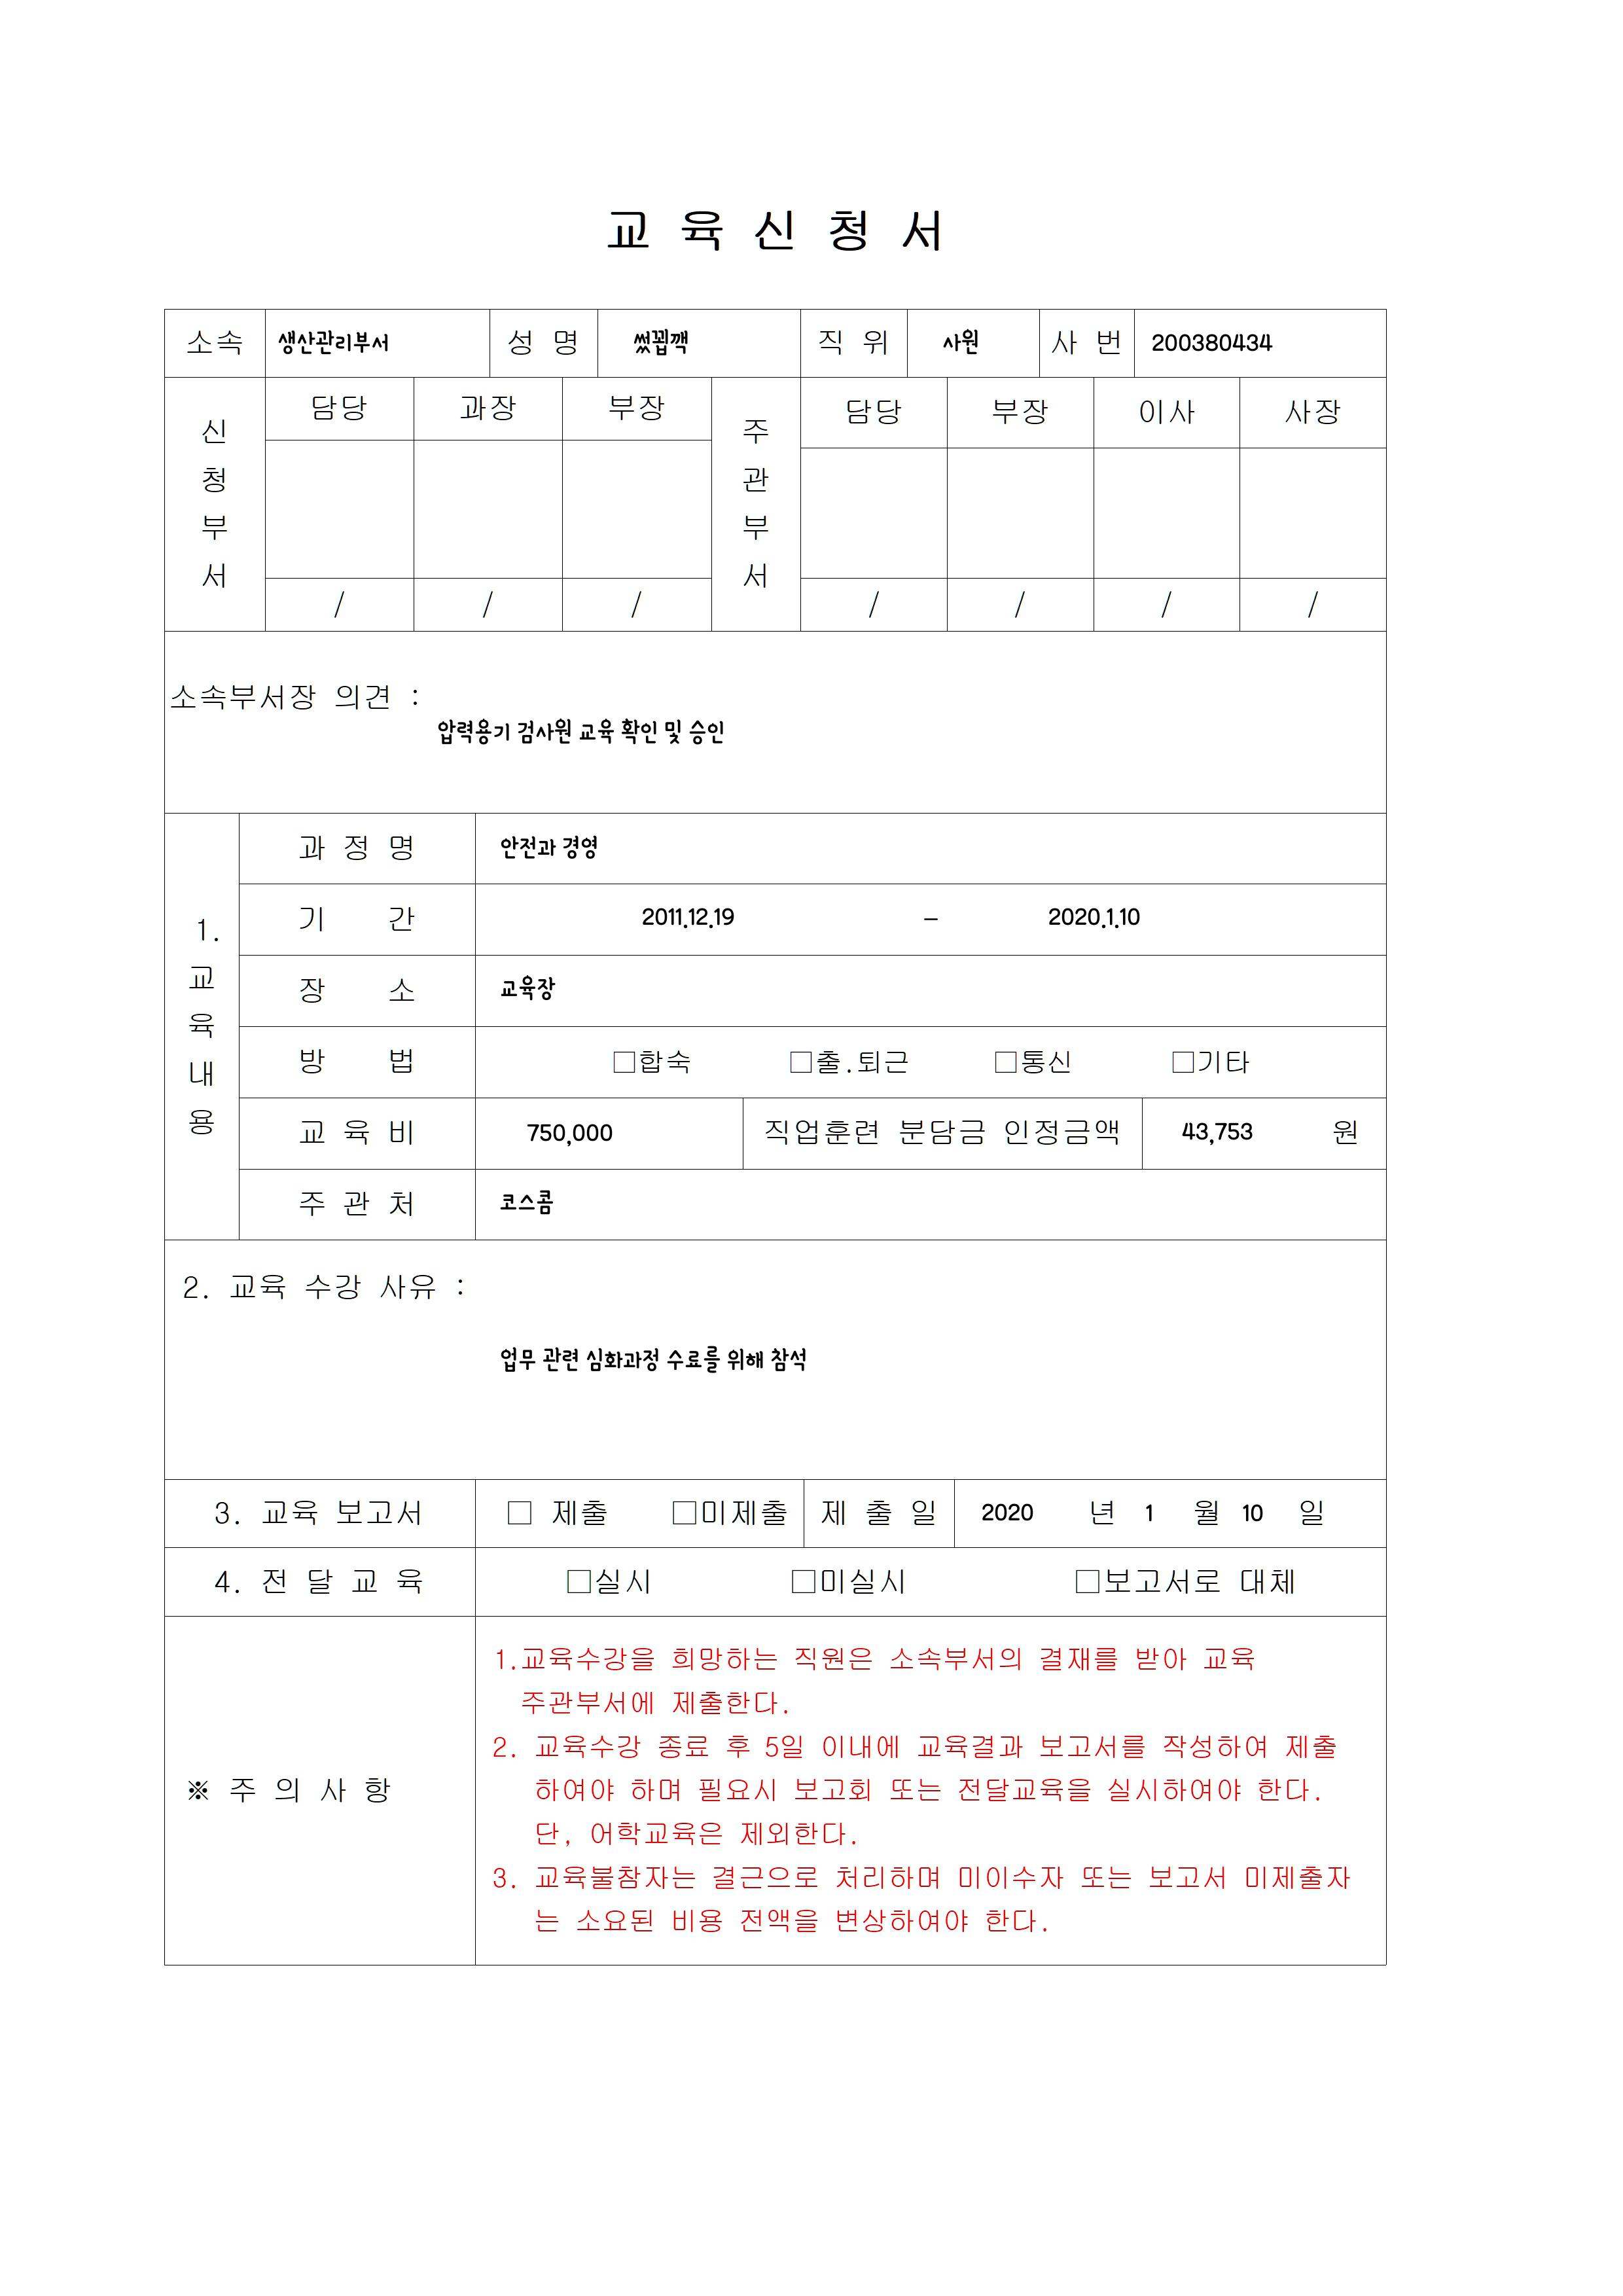 교 육 신 청 서
소속 생산관리부서 성 명 썼꿻깩 직 위 사원 사 번 200380434
신청부서 담당 과장 부장 주관부서 담당 부장 이사 사장
/ / / / / / /
소속부서장 의견 :
압력용기 검사원 교육 확인 및 승인
1. 교육내용
과 정 명 안전과 경영
기 간 2011.12.19 – 2020.1.10
장 소 교육장
방 법 □합숙 □출.퇴근 □통신 □기타
교 육 비 750,000 직업훈련 분담금 인정금액 43,753 원
주 관 처 코스콤
2. 교육 수강 사유 :
업무 관련 심화과정 수료를 위해 참석
3. 교육 보고서 □ 제출 □미제출 제 출 일 2020 년 1 월 10 일
4. 전 달 교 육 □실시 □미실시 □보고서로 대체
※ 주 의 사 항
1.교육수강을 희망하는 직원은 소속부서의 결재를 받아 교육
주관부서에 제출한다.
2. 교육수강 종료 후 5일 이내에 교육결과 보고서를 작성하여 제출
하여야 하며 필요시 보고회 또는 전달교육을 실시하여야 한다.
단, 어학교육은 제외한다.
3. 교육불참자는 결근으로 처리하며 미이수자 또는 보고서 미제출자
는 소요된 비용 전액을 변상하여야 한다.